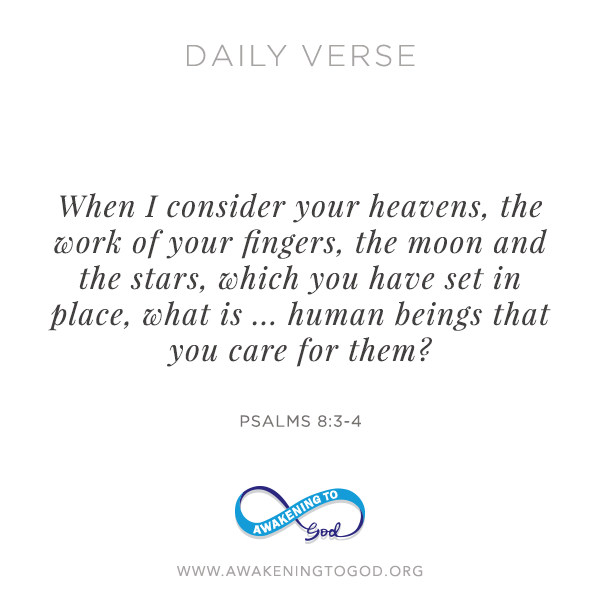 DAILY VERSE
When I consider your heavens, the
work of your fingers, the moon and
the stars, which you have set in
place, what is ... human beings that
you care for them?
PSALMS 8:3-4
AWAKENING TO
God
WWW.AWAKENINGTOGOD.ORG